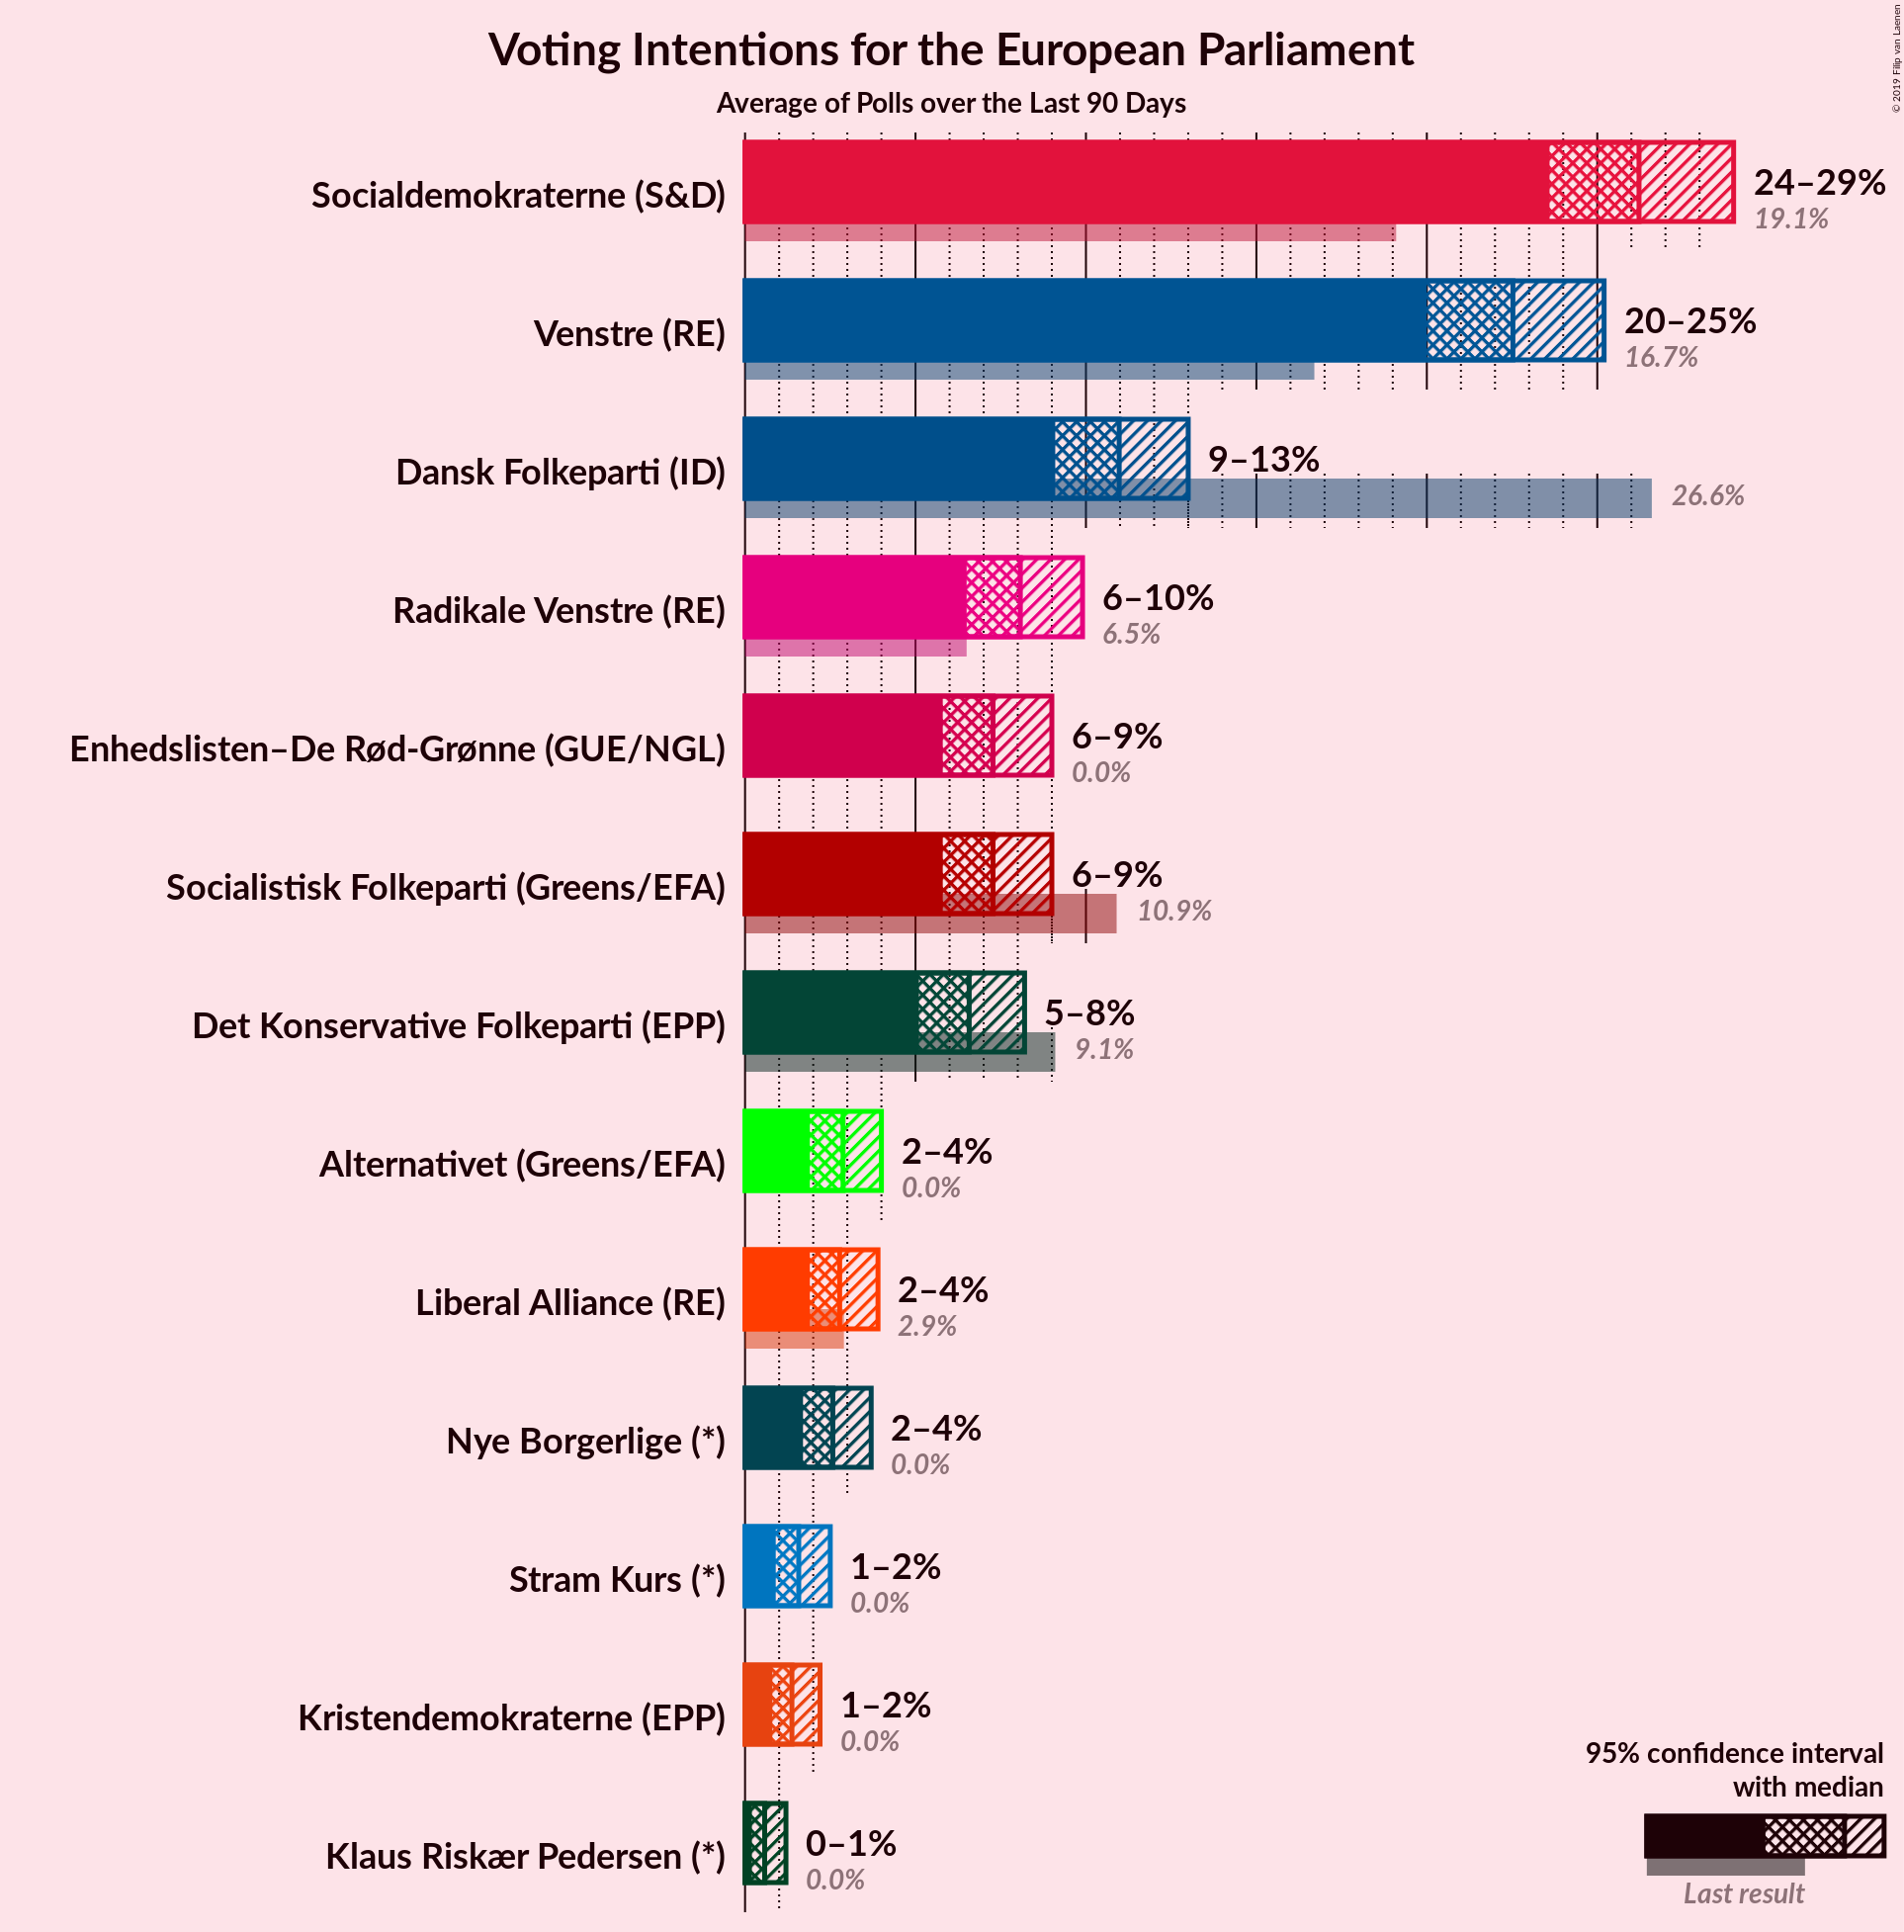 Voting Intentions for the European Parliament
Average of Polls over the Last 90 Days
© 2019 Filip van Laenen
Socialdemokraterne (S&D)
24–29%
19.1%
Venstre (RE)
20–25%
16.7%
Dansk Folkeparti (ID)
9–13%
26.6%
Radikale Venstre (RE)
6–10%
6.5%
Enhedslisten–De Rød-Grønne (GUE/NGL)
6–9%
0.0%
Socialistisk Folkeparti (Greens/EFA)
6–9%
10.9%
Det Konservative Folkeparti (EPP)
5–8%
9.1%
Alternativet (Greens/EFA)
2–4%
0.0%
Liberal Alliance (RE)
2–4%
2.9%
Nye Borgerlige (*)
2–4%
0.0%
Stram Kurs (*)
1–2%
0.0%
Kristendemokraterne (EPP)
1–2%
0.0%
Klaus Riskær Pedersen (*)
0–1%
0.0%
95% confidence interval
with median
Last result